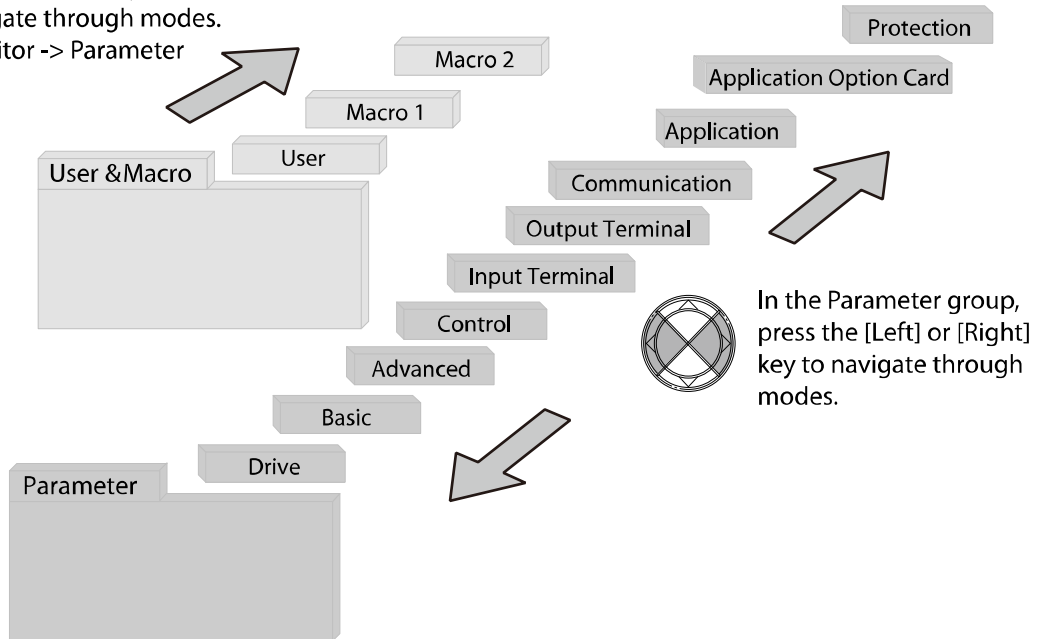 through modes.
-> Parameter
Macro 2
Macro 1
User
User &Macro
Protection
Application Option Card
Application
Communication
Output Terminal
Input Terminal
Control
Advanced
Basic
Drive
Parameter
In the Parameter group,
press the [Left] or [Right]
key to navigate through
modes.